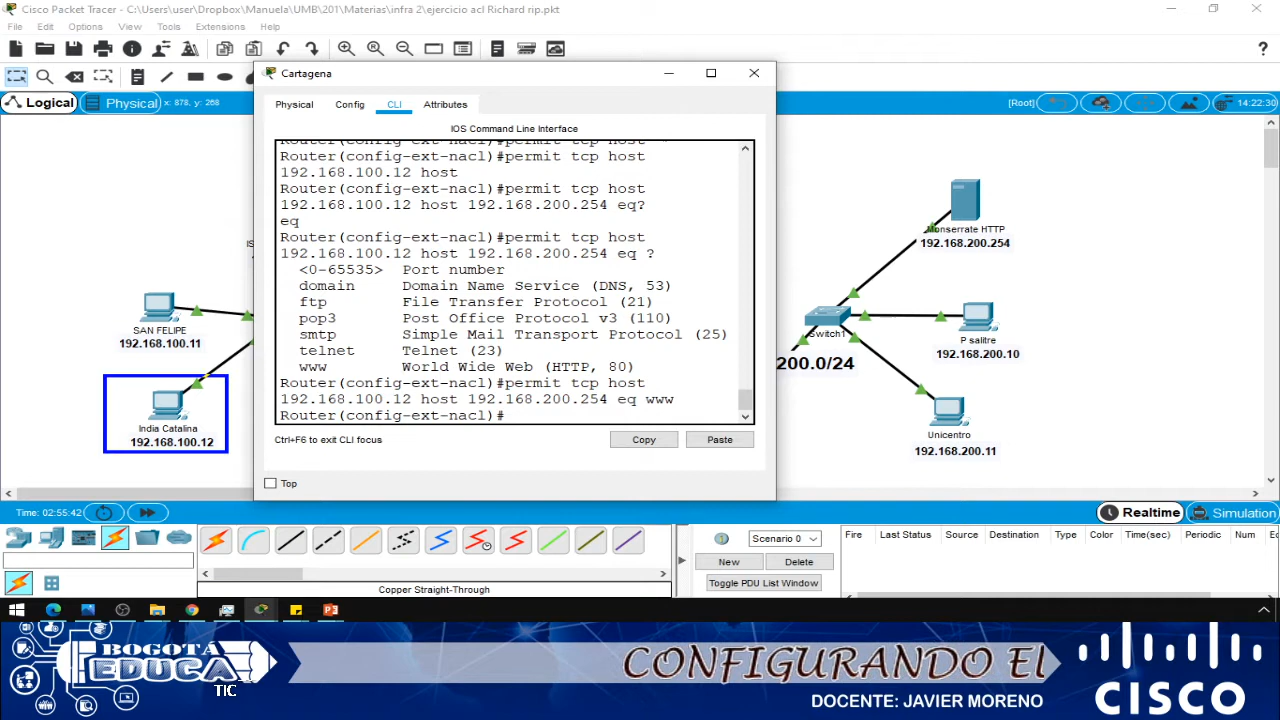 Cisco Packet Tracer - C:\Users\user\Dropbox\Manuela\UMB\201\Materias\infra 2\ejercicio acl Richard rip.pkt
File Edit Options View Tools Extensions Help
Logical Physical x: 878, y: 268
[Root] 14:22:30
Cartagena
Physical Config CLI Attributes
IOS Command Line Interface
Router(config-ext-nacl)#permit tcp host
192.168.100.12 host
Router(config-ext-nacl)#permit tcp host
192.168.100.12 host 192.168.200.254 eq?
eq
Router(config-ext-nacl)#permit tcp host
192.168.100.12 host 192.168.200.254 eq ?
<0-65535> Port number
domain Domain Name Service (DNS, 53)
ftp File Transfer Protocol (21)
pop3 Post Office Protocol v3 (110)
smtp Simple Mail Transport Protocol (25)
telnet Telnet (23)
www World Wide Web (HTTP, 80)
Router(config-ext-nacl)#permit tcp host
192.168.100.12 host 192.168.200.254 eq www
Router(config-ext-nacl)#
Ctrl+F6 to exit CLI focus
Copy Paste
Top
SAN FELIPE
192.168.100.11
India Catalina
192.168.100.12
Monserrate HTTP
192.168.200.254
Switch1
P salitre
192.168.200.10
200.0/24
Unicentro
192.168.200.11
Time: 02:55:42
Realtime Simulation
Scenario 0
New Delete
Toggle PDU List Window
Fire Last Status Source Destination Type Color Time(sec) Periodic Num
Copper Straight-Through
BOGOTA
EDUCA
TIC
CONFIGURANDO El
DOCENTE: JAVIER MORENO
CISCO